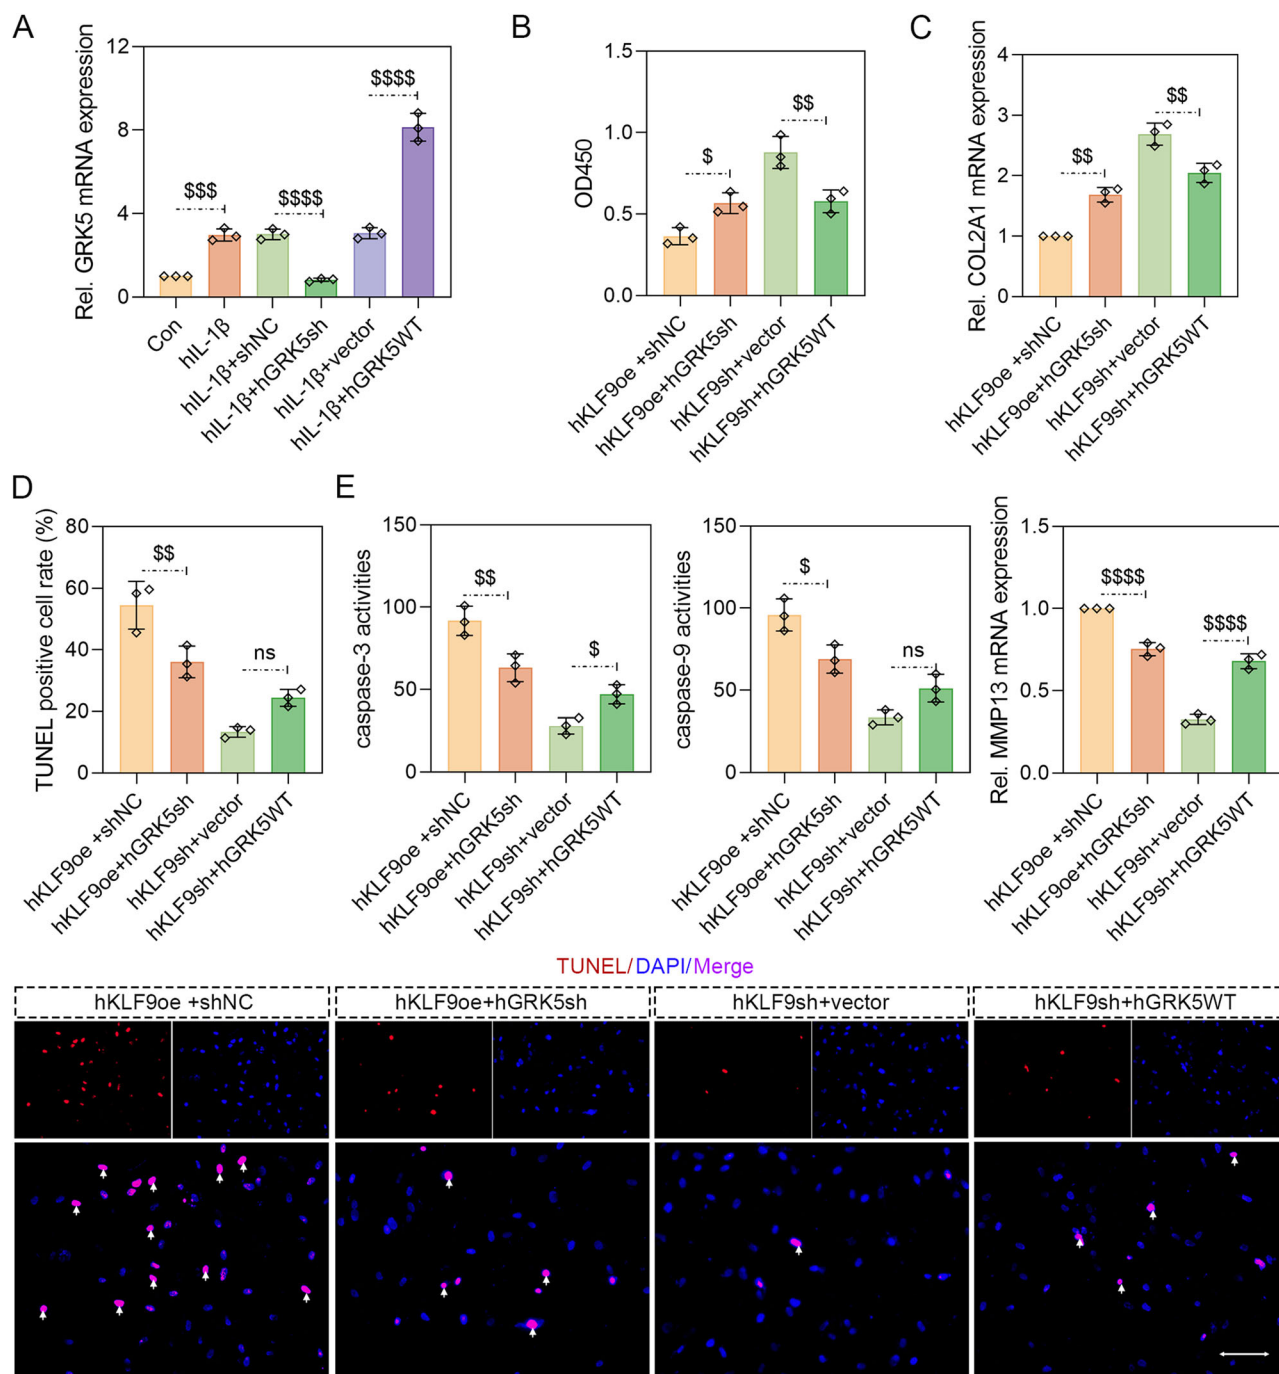 A
Rel. GRK5 mRNA expression
12
8
4
0
$$$
$$$$
$$$$
Con
hIL-1β
hIL-1β+shNC
hIL-1β+hGRK5sh
hIL-1β+vector
hIL-1β+hGRK5WT
B
OD450
1.5
1.0
0.5
0.0
$
$$
hKLF9oe +shNC
hKLF9oe+hGRK5sh
hKLF9sh+vector
hKLF9sh+hGRK5WT
C
Rel. COL2A1 mRNA expression
4
3
2
1
0
$$
$$
hKLF9oe +shNC
hKLF9oe+hGRK5sh
hKLF9sh+vector
hKLF9sh+hGRK5WT
D
TUNEL positive cell rate (%)
80
60
40
20
0
$$
ns
hKLF9oe +shNC
hKLF9oe+hGRK5sh
hKLF9sh+vector
hKLF9sh+hGRK5WT
E
caspase-3 activities
150
100
50
0
$$
$
hKLF9oe +shNC
hKLF9oe+hGRK5sh
hKLF9sh+vector
hKLF9sh+hGRK5WT
caspase-9 activities
150
100
50
0
$
ns
hKLF9oe +shNC
hKLF9oe+hGRK5sh
hKLF9sh+vector
hKLF9sh+hGRK5WT
Rel. MMP13 mRNA expression
1.5
1.0
0.5
0.0
$$$$
$$$$
hKLF9oe +shNC
hKLF9oe+hGRK5sh
hKLF9sh+vector
hKLF9sh+hGRK5WT
TUNEL/DAPI/Merge
hKLF9oe +shNC
hKLF9oe+hGRK5sh
hKLF9sh+vector
hKLF9sh+hGRK5WT